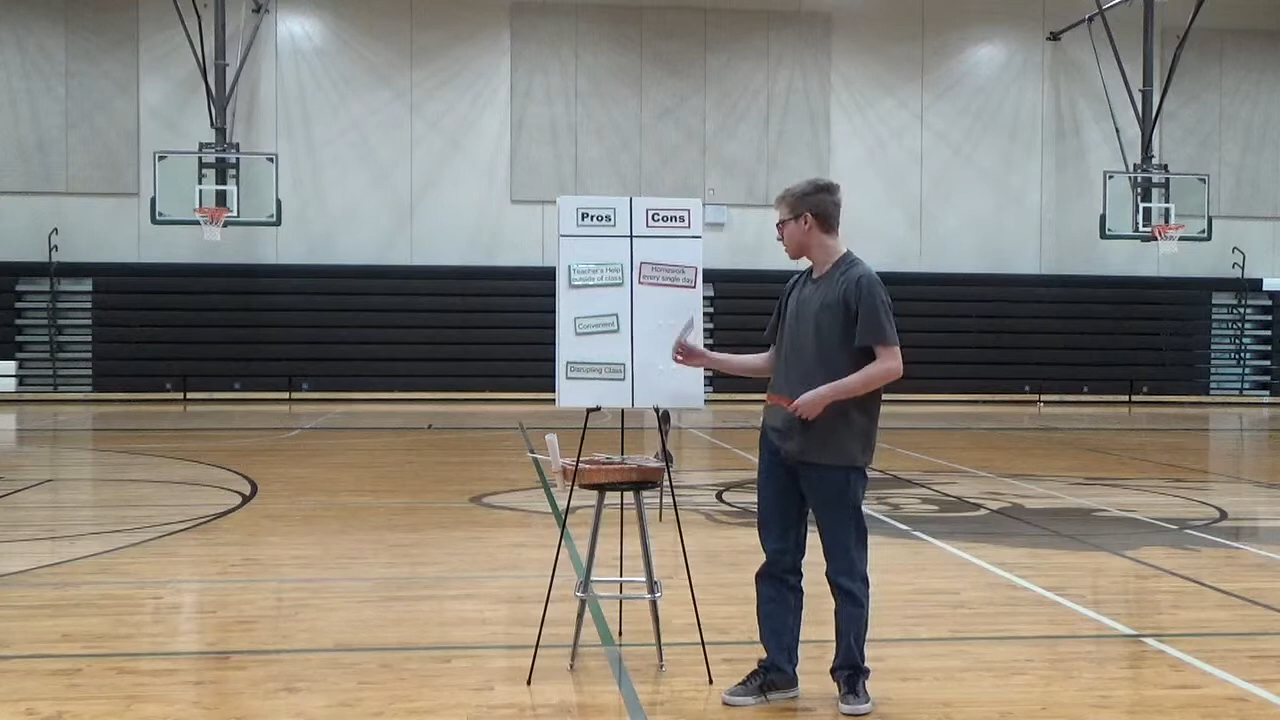 Pros
Cons
Teacher's Help
outside of class
Homework
every single day
Convenient
Disrupting Class